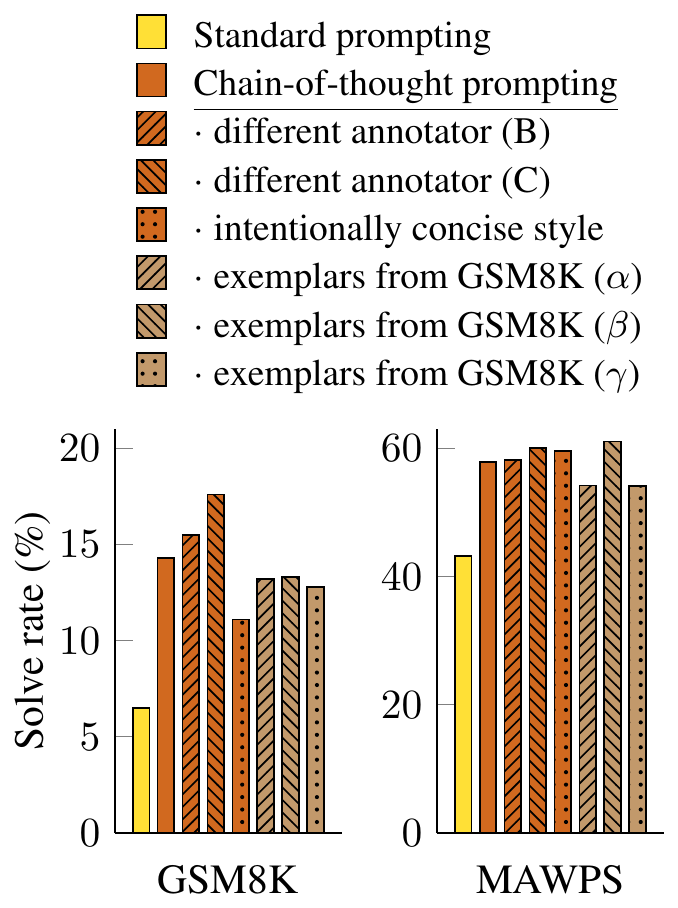 Standard prompting
Chain-of-thought prompting
· different annotator (B)
· different annotator (C)
· intentionally concise style
· exemplars from GSM8K (α)
· exemplars from GSM8K (β)
· exemplars from GSM8K (γ)
Solve rate (%)
20
15
10
5
0
GSM8K
60
40
20
0
MAWPS